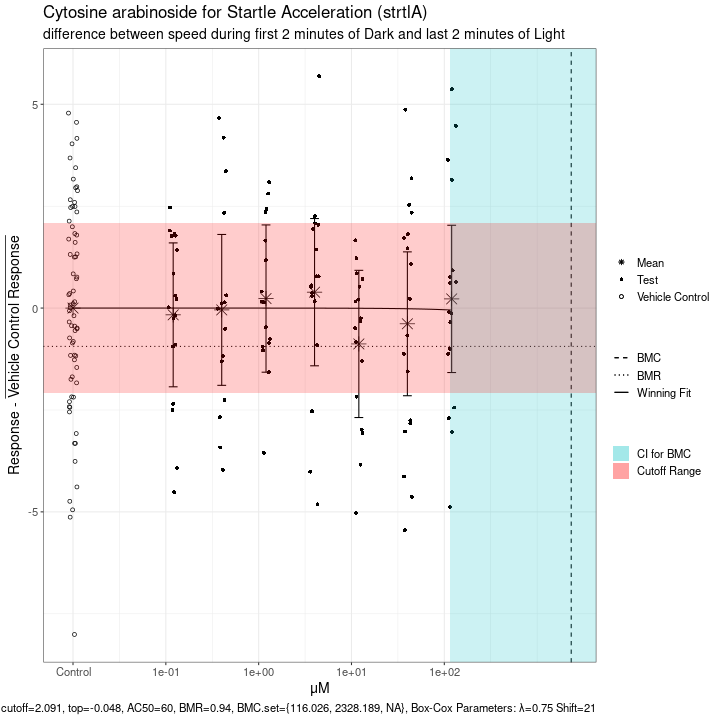 Cytosine arabinoside for Startle Acceleration (strtlA)
difference between speed during first 2 minutes of Dark and last 2 minutes of Light
Response - Vehicle Control Response
5
0
-5
Control
1e-01
1e+00
1e+01
1e+02
μM
Mean
Test
Vehicle Control
BMC
BMR
Winning Fit
CI for BMC
Cutoff Range
cutoff=2.091, top=-0.048, AC50=60, BMR=0.94, BMC.set={116.026, 2328.189, NA}, Box-Cox Parameters: λ=0.75 Shift=21